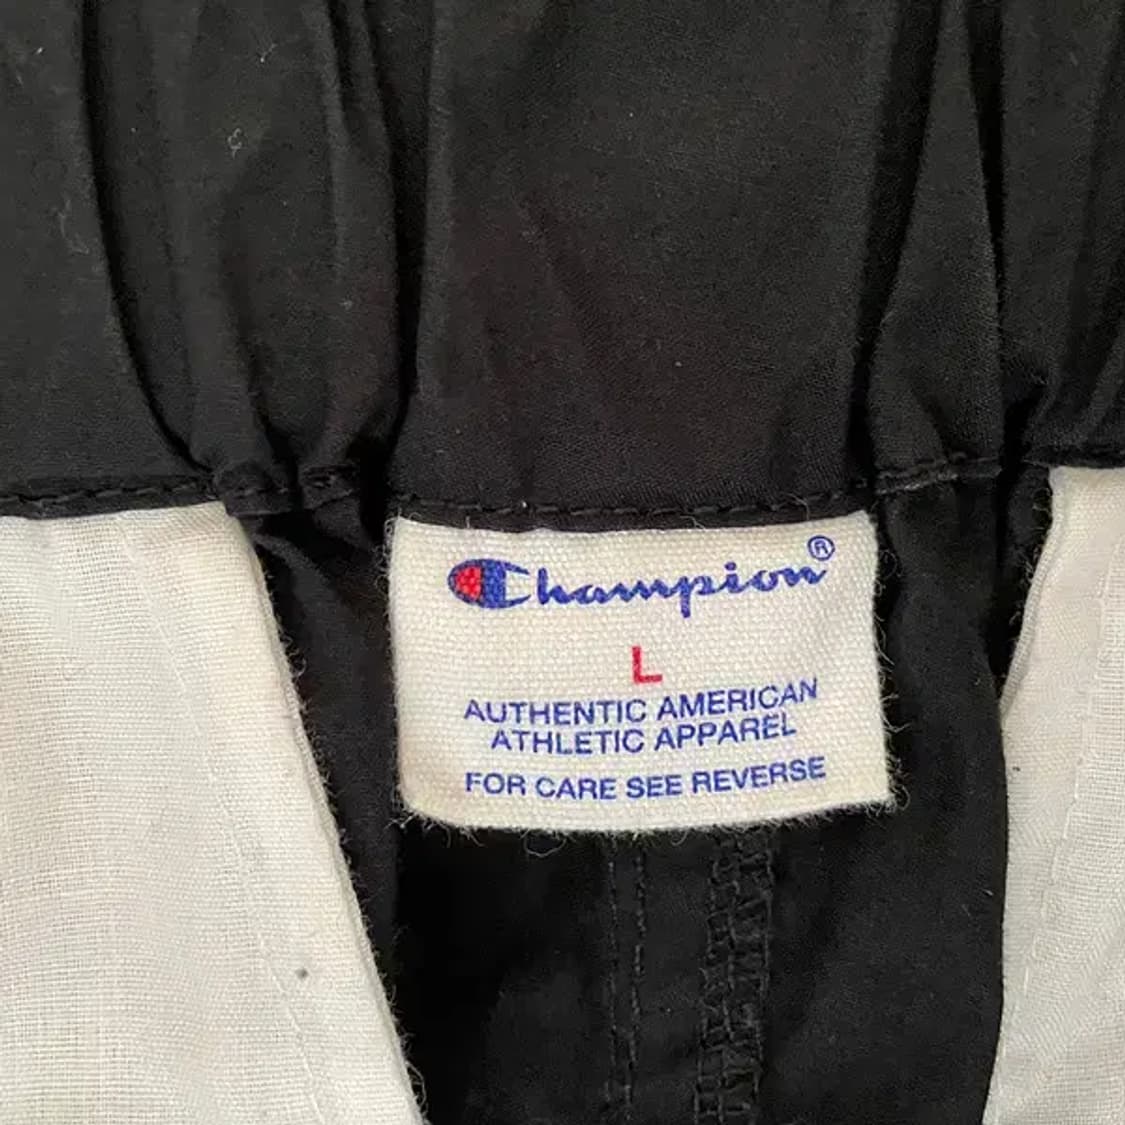 Champion®
L
AUTHENTIC AMERICAN
ATHLETIC APPAREL
FOR CARE SEE REVERSE